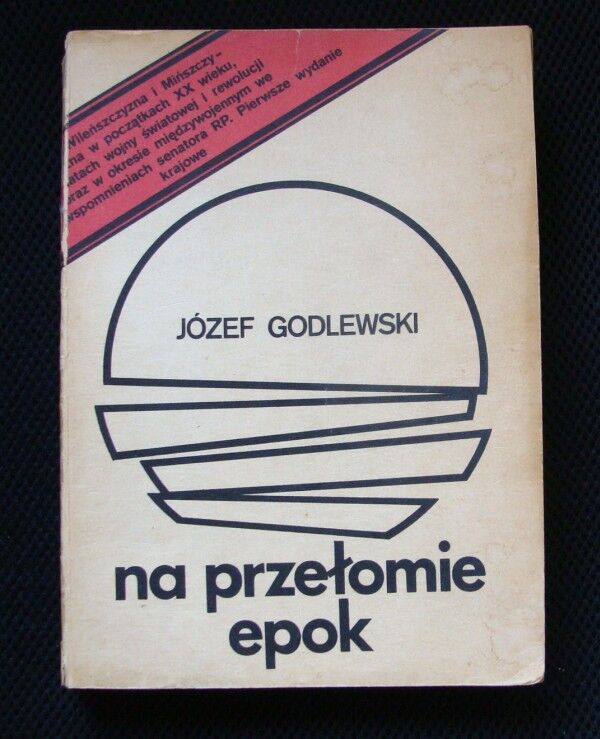 Wileńszczyzna i Mińszczy-
zna w początkach XX wieku,
latach wojny światowej i rewolucji
oraz w okresie międzywojennym we
wspomnieniach senatora RP. Pierwsze wydanie
krajowe
JÓZEF GODLEWSKI
na przełomie
epok